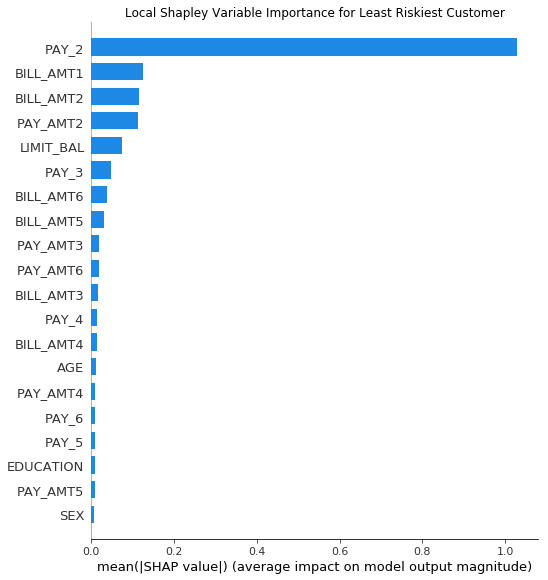 Local Shapley Variable Importance for Least Riskiest Customer
PAY_2
BILL_AMT1
BILL_AMT2
PAY_AMT2
LIMIT_BAL
PAY_3
BILL_AMT6
BILL_AMT5
PAY_AMT3
PAY_AMT6
BILL_AMT3
PAY_4
BILL_AMT4
AGE
PAY_AMT4
PAY_6
PAY_5
EDUCATION
PAY_AMT5
SEX
0.0 0.2 0.4 0.6 0.8 1.0
mean(|SHAP value|) (average impact on model output magnitude)